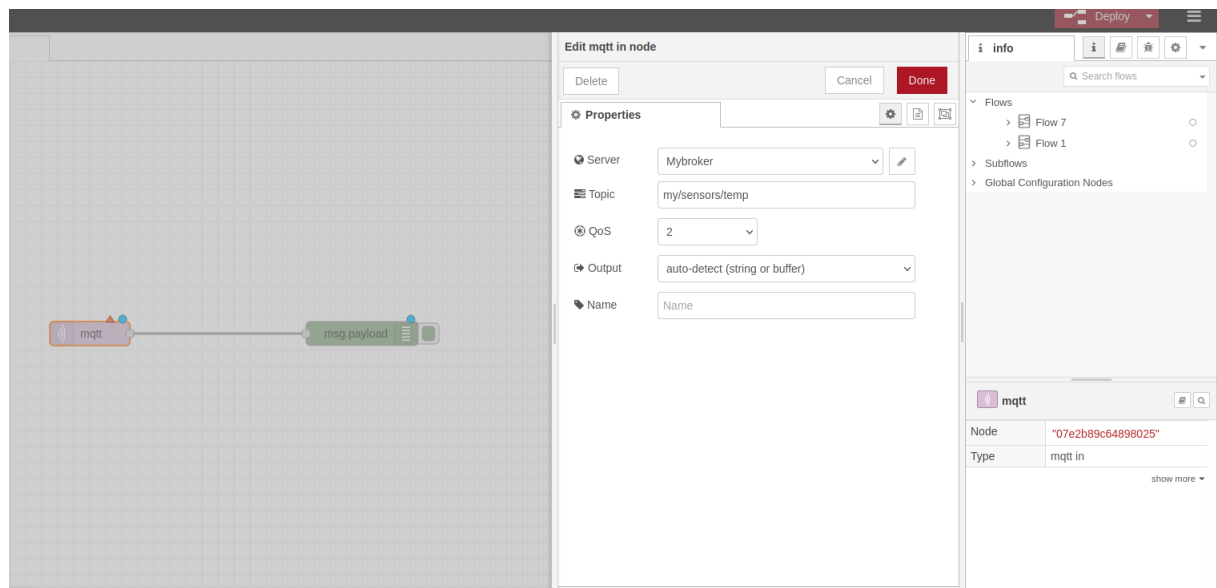 Deploy
Edit mqtt in node
Delete
Cancel
Done
Properties
Server
Mybroker
Topic
my/sensors/temp
QoS
2
Output
auto-detect (string or buffer)
Name
Name
mqtt
msg.payload
i info
i
Search flows
Flows
Flow 7
Flow 1
Subflows
Global Configuration Nodes
mqtt
Node
"07e2b89c64898025"
Type
mqtt in
show more